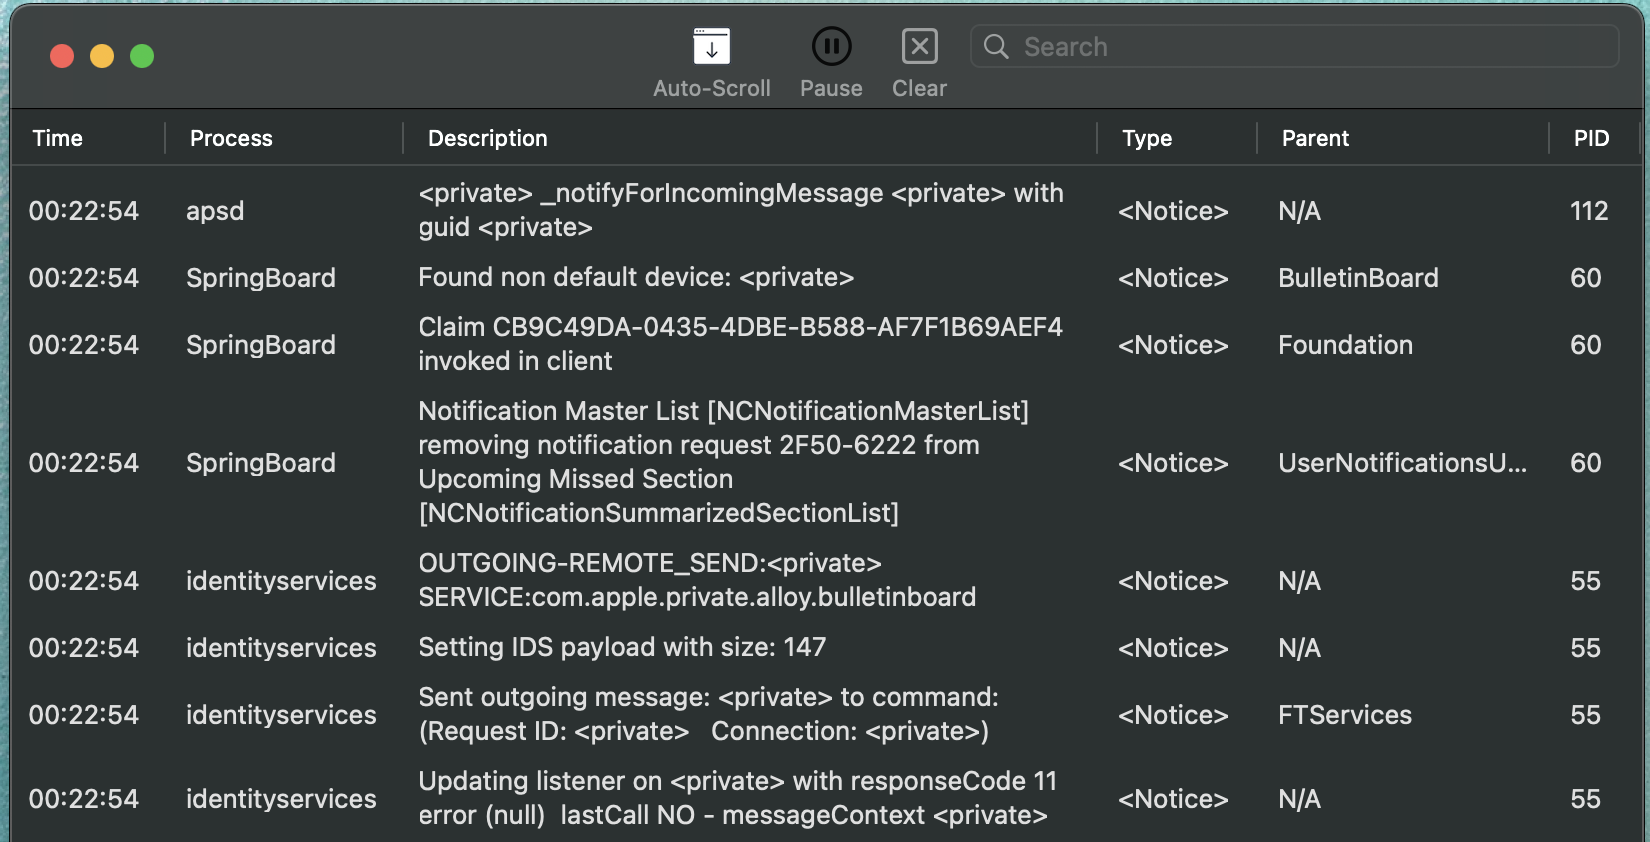 Auto-Scroll Pause Clear Search
Time Process Description Type Parent PID
<private> _notifyForIncomingMessage <private> with
00:22:54 apsd guid <private> <Notice> N/A 112
00:22:54 SpringBoard Found non default device: <private> <Notice> BulletinBoard 60
Claim CB9C49DA-0435-4DBE-B588-AF7F1B69AEF4
00:22:54 SpringBoard invoked in client <Notice> Foundation 60
Notification Master List [NCNotificationMasterList]
removing notification request 2F50-6222 from
00:22:54 SpringBoard Upcoming Missed Section <Notice> UserNotificationsU... 60
[NCNotificationSummarizedSectionList]
OUTGOING-REMOTE_SEND:<private>
00:22:54 identityservices SERVICE:com.apple.private.alloy.bulletinboard <Notice> N/A 55
00:22:54 identityservices Setting IDS payload with size: 147 <Notice> N/A 55
Sent outgoing message: <private> to command:
00:22:54 identityservices (Request ID: <private>   Connection: <private>) <Notice> FTServices 55
Updating listener on <private> with responseCode 11
00:22:54 identityservices error (null)  lastCall NO - messageContext <private> <Notice> N/A 55